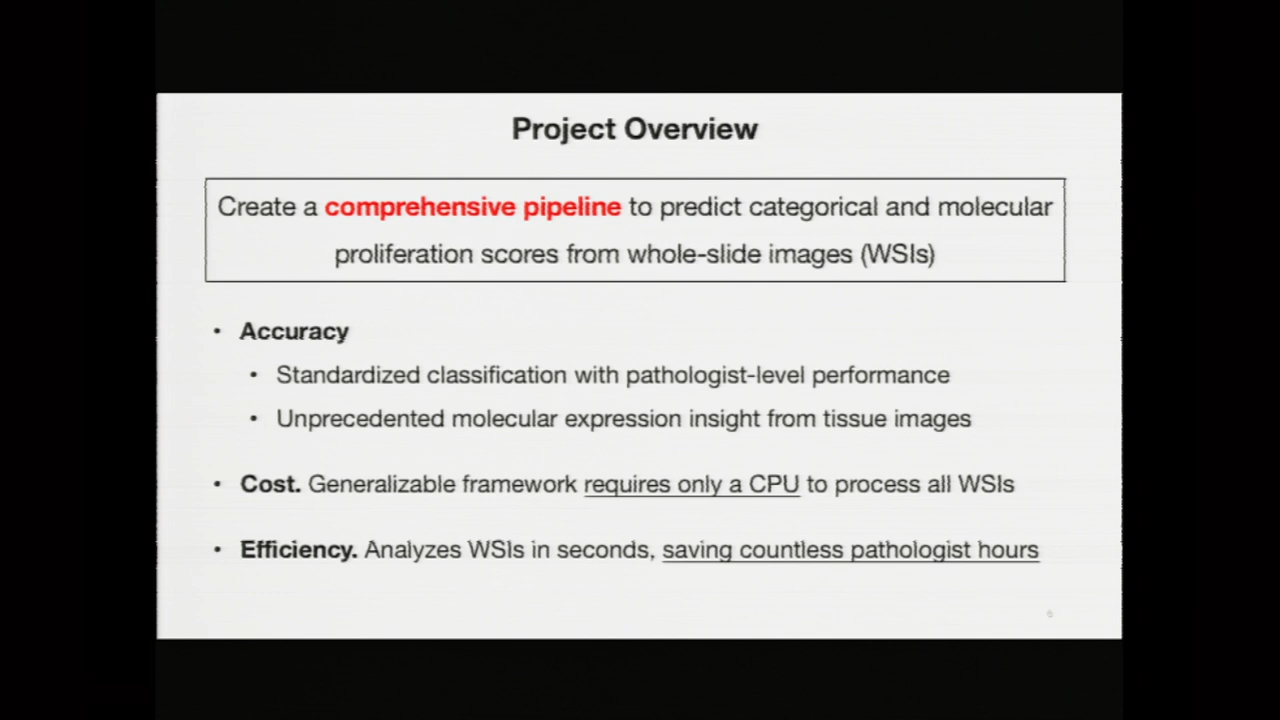 Project Overview
Create a comprehensive pipeline to predict categorical and molecular
proliferation scores from whole-slide images (WSIs)
• Accuracy
• Standardized classification with pathologist-level performance
• Unprecedented molecular expression insight from tissue images
• Cost. Generalizable framework requires only a CPU to process all WSIs
• Efficiency. Analyzes WSIs in seconds, saving countless pathologist hours
6